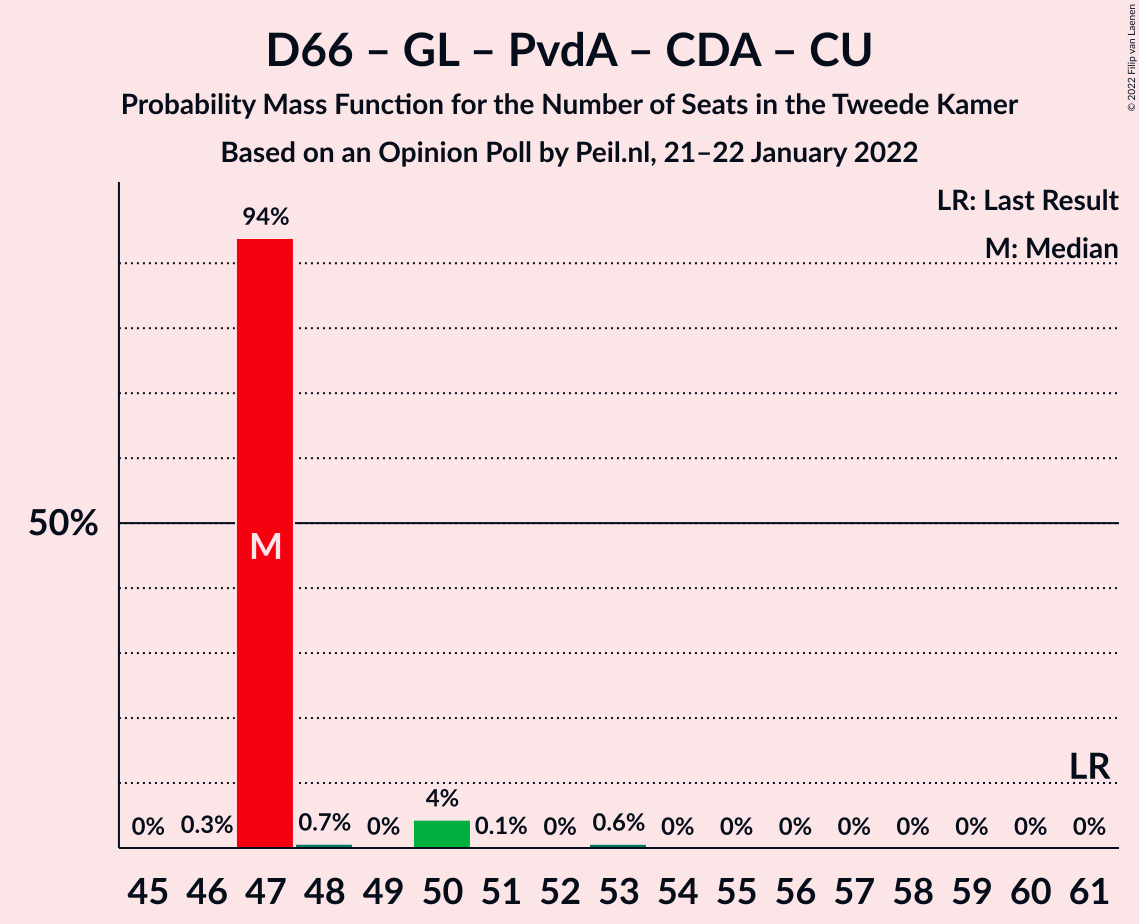 D66 – GL – PvdA – CDA – CU
Probability Mass Function for the Number of Seats in the Tweede Kamer
Based on an Opinion Poll by Peil.nl, 21–22 January 2022
© 2022 Filip van Laenen
LR: Last Result
M: Median
94%
50%
M
LR
0% 0.3% 0.7% 0% 4% 0.1% 0% 0.6% 0% 0% 0% 0% 0% 0% 0% 0%
45 46 47 48 49 50 51 52 53 54 55 56 57 58 59 60 61